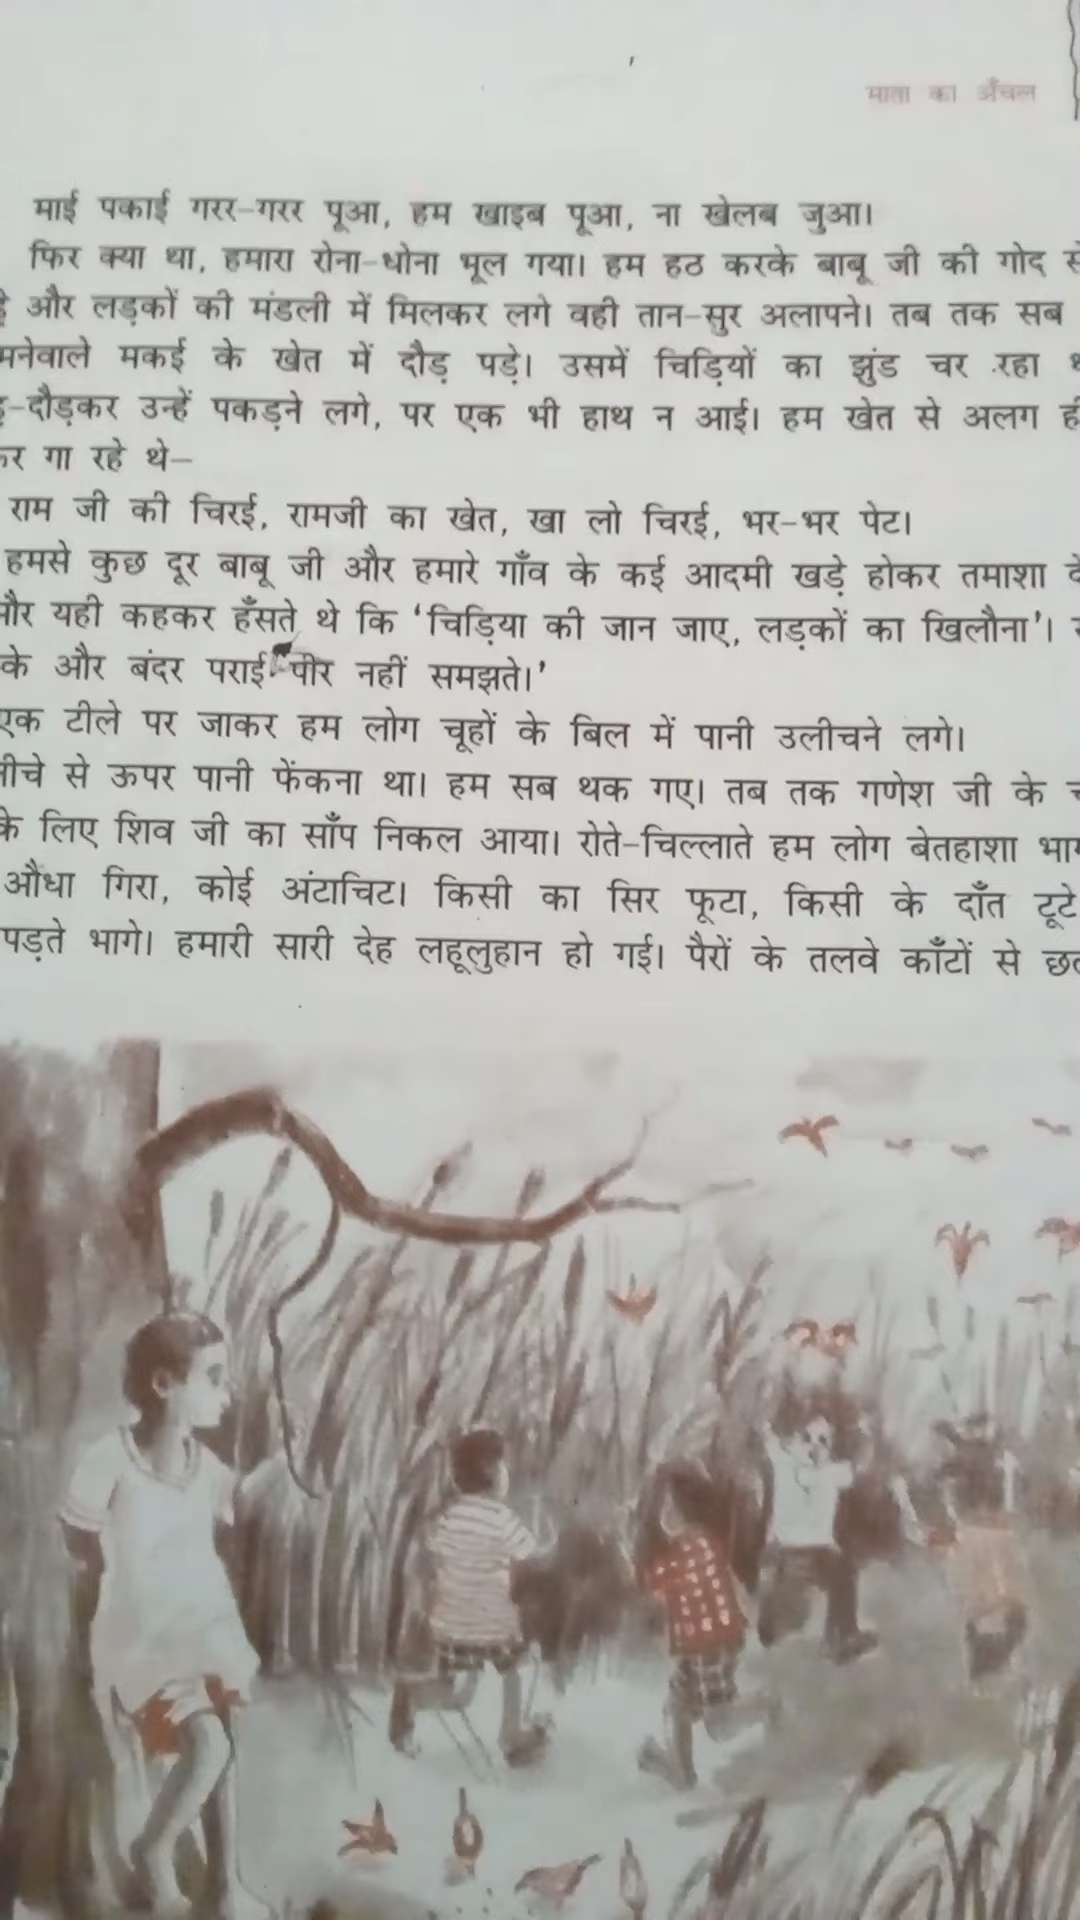 माता का अँचल
माई पकाई गरर-गरर पूआ, हम खाइब पूआ, ना खेलब जुआ।
फिर क्या था, हमारा रोना-धोना भूल गया। हम हठ करके बाबू जी की गोद से
और लड़कों की मंडली में मिलकर लगे वही तान-सुर अलापने। तब तक सब
मनेवाले मकई के खेत में दौड़ पड़े। उसमें चिड़ियों का झुंड चर रहा
-दौड़कर उन्हें पकड़ने लगे, पर एक भी हाथ न आई। हम खेत से अलग ही
कर गा रहे थे–
राम जी की चिरई, रामजी का खेत, खा लो चिरई, भर-भर पेट।
हमसे कुछ दूर बाबू जी और हमारे गाँव के कई आदमी खड़े होकर तमाशा
और यही कहकर हँसते थे कि ‘चिड़िया की जान जाए, लड़कों का खिलौना’।
के और बंदर पराई पीर नहीं समझते।’
एक टीले पर जाकर हम लोग चूहों के बिल में पानी उलीचने लगे।
नीचे से ऊपर पानी फेंकना था। हम सब थक गए। तब तक गणेश जी के
के लिए शिव जी का साँप निकल आया। रोते-चिल्लाते हम लोग बेतहाशा भाग
औंधा गिरा, कोई अंटाचिट। किसी का सिर फूटा, किसी के दाँत टूटे
पड़ते भागे। हमारी सारी देह लहूलुहान हो गई। पैरों के तलवे काँटों से